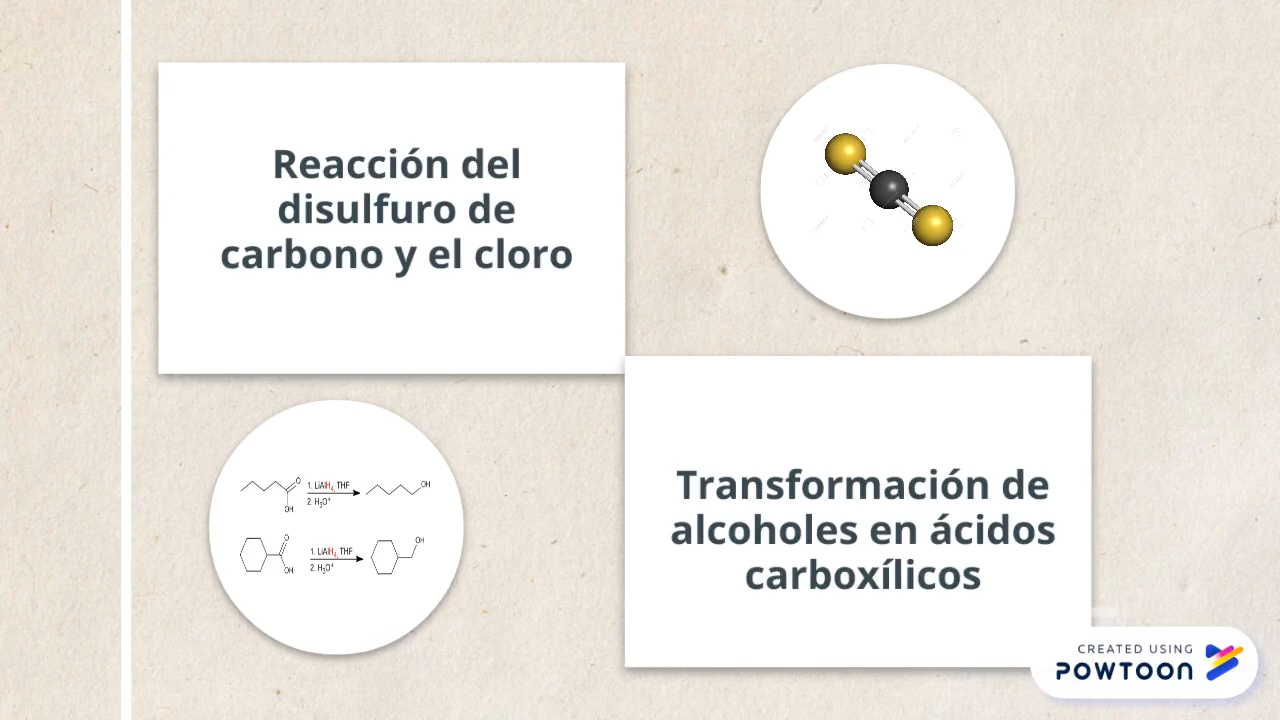 Reacción del
disulfuro de
carbono y el cloro
O
1. LiAlH4, THF
2. H3O+
OH
OH
O
1. LiAlH4, THF
2. H3O+
OH
OH
Transformación de
alcoholes en ácidos
carboxílicos
CREATED USING
POWTOON